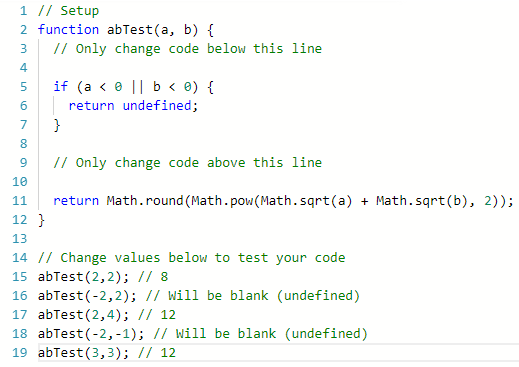 1 // Setup
2 function abTest(a, b) {
3   // Only change code below this line
4
5   if (a < 0 || b < 0) {
6     return undefined;
7   }
8
9   // Only change code above this line
10
11   return Math.round(Math.pow(Math.sqrt(a) + Math.sqrt(b), 2));
12 }
13
14 // Change values below to test your code
15 abTest(2,2); // 8
16 abTest(-2,2); // Will be blank (undefined)
17 abTest(2,4); // 12
18 abTest(-2,-1); // Will be blank (undefined)
19 abTest(3,3); // 12